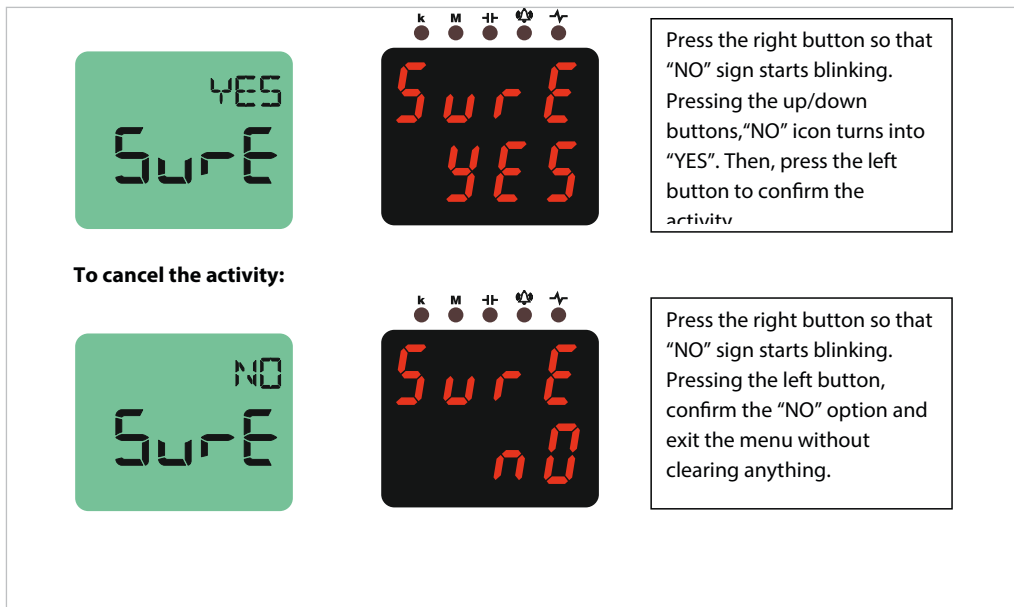 k M
YES
SurE
SurE
YES
Press the right button so that
“NO” sign starts blinking.
Pressing the up/down
buttons,“NO” icon turns into
“YES”. Then, press the left
button to confirm the
activity
To cancel the activity:
k M
NO
SurE
SurE
n0
Press the right button so that
“NO” sign starts blinking.
Pressing the left button,
confirm the “NO” option and
exit the menu without
clearing anything.